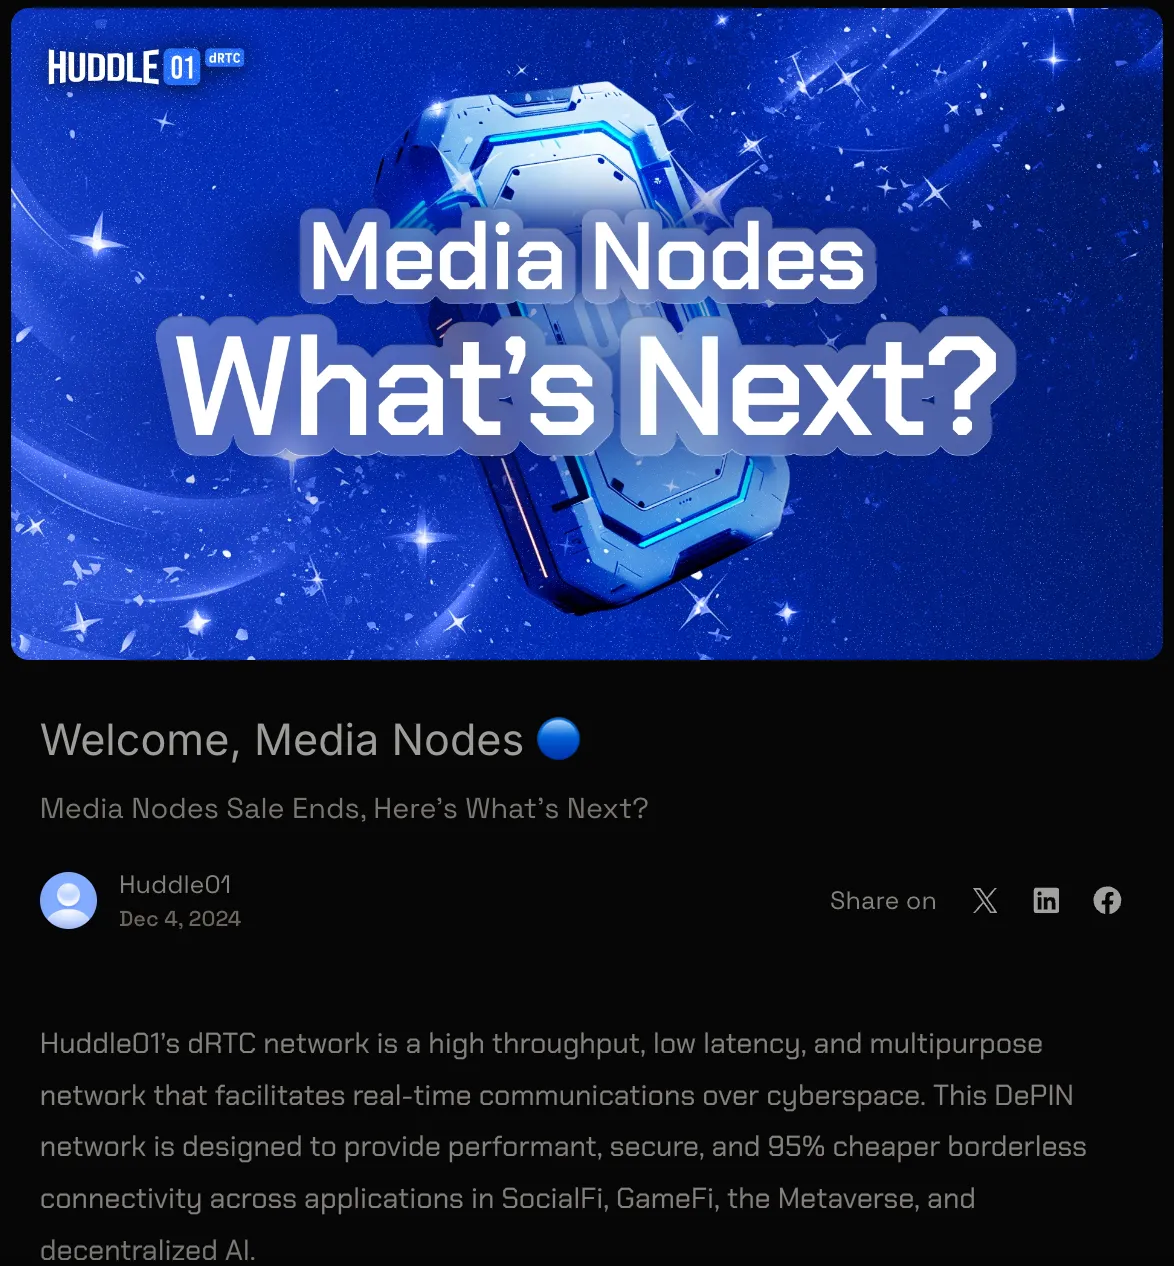 HUDDLE 01 dRTC
Media Nodes
What's Next?
Welcome, Media Nodes 🔵
Media Nodes Sale Ends, Here's What's Next?
Huddle01
Dec 4, 2024
Share on
Huddle01's dRTC network is a high throughput, low latency, and multipurpose
network that facilitates real-time communications over cyberspace. This DePIN
network is designed to provide performant, secure, and 95% cheaper borderless
connectivity across applications in SocialFi, GameFi, the Metaverse, and
decentralized AI.